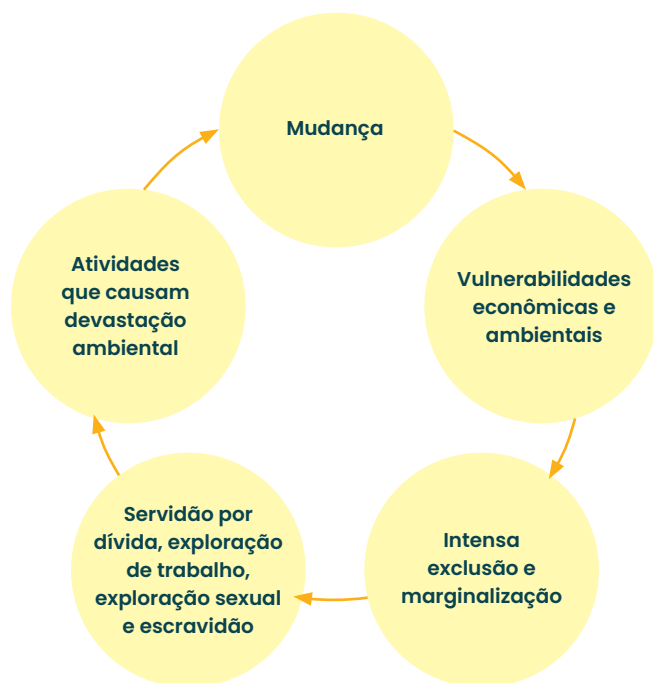 Mudança
Vulnerabilidades
econômicas e
ambientais
Intensa
exclusão e
marginalização
Servidão por
dívida, exploração
de trabalho,
exploração sexual
e escravidão
Atividades
que causam
devastação
ambiental